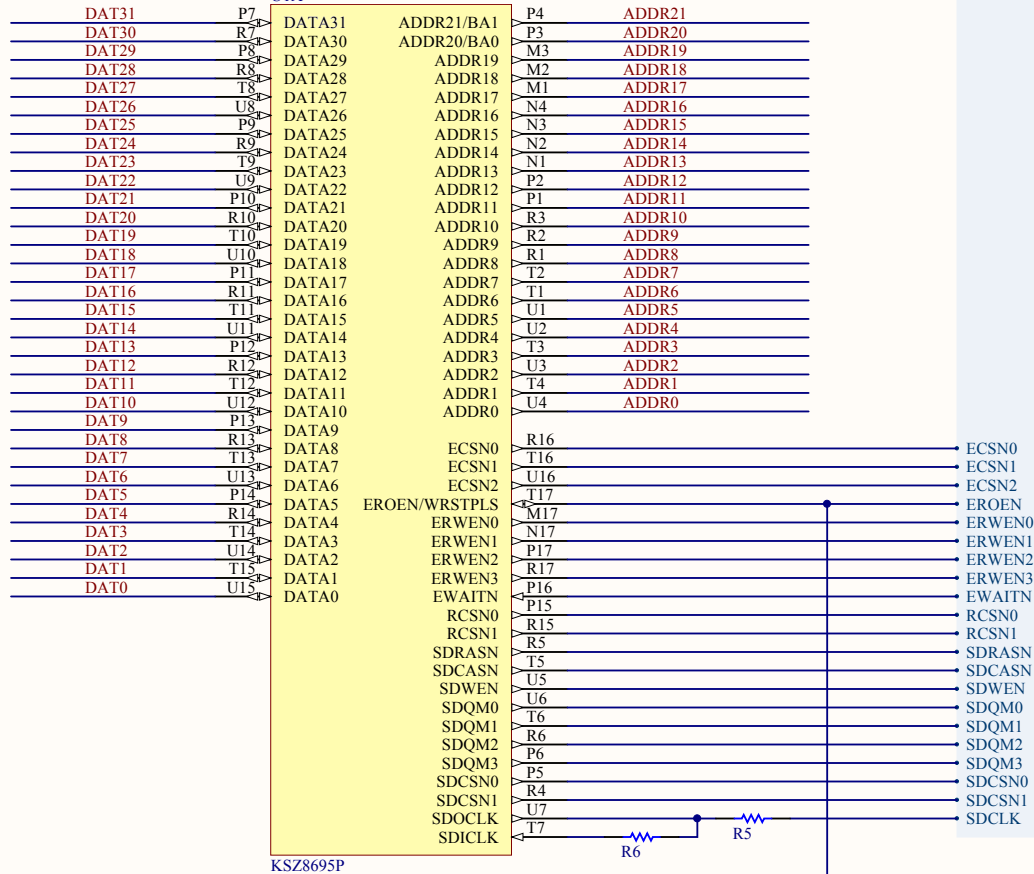 DAT31 P7 DATA31 ADDR21/BA1 P4 ADDR21
DAT30 R7 DATA30 ADDR20/BA0 P3 ADDR20
DAT29 P8 DATA29 ADDR19 M3 ADDR19
DAT28 R8 DATA28 ADDR18 M2 ADDR18
DAT27 T8 DATA27 ADDR17 M1 ADDR17
DAT26 U8 DATA26 ADDR16 N4 ADDR16
DAT25 P9 DATA25 ADDR15 N3 ADDR15
DAT24 R9 DATA24 ADDR14 N2 ADDR14
DAT23 T9 DATA23 ADDR13 N1 ADDR13
DAT22 U9 DATA22 ADDR12 P2 ADDR12
DAT21 P10 DATA21 ADDR11 P1 ADDR11
DAT20 R10 DATA20 ADDR10 R3 ADDR10
DAT19 T10 DATA19 ADDR9 R2 ADDR9
DAT18 U10 DATA18 ADDR8 R1 ADDR8
DAT17 P11 DATA17 ADDR7 T2 ADDR7
DAT16 R11 DATA16 ADDR6 T1 ADDR6
DAT15 T11 DATA15 ADDR5 U1 ADDR5
DAT14 U11 DATA14 ADDR4 U2 ADDR4
DAT13 P12 DATA13 ADDR3 T3 ADDR3
DAT12 R12 DATA12 ADDR2 U3 ADDR2
DAT11 T12 DATA11 ADDR1 T4 ADDR1
DAT10 U12 DATA10 ADDR0 U4 ADDR0
DAT9 P13 DATA9
DAT8 R13 DATA8 ECSN0 R16 ECSN0
DAT7 T13 DATA7 ECSN1 T16 ECSN1
DAT6 U13 DATA6 ECSN2 U16 ECSN2
DAT5 P14 DATA5 EROEN/WRSTPLS T17 EROEN
DAT4 R14 DATA4 ERWEN0 M17 ERWEN0
DAT3 T14 DATA3 ERWEN1 N17 ERWEN1
DAT2 U14 DATA2 ERWEN2 P17 ERWEN2
DAT1 T15 DATA1 ERWEN3 R17 ERWEN3
DAT0 U15 DATA0 EWAITN P16 EWAITN
RCSN0 P15 RCSN0
RCSN1 R15 RCSN1
SDRASN R5 SDRASN
SDCASN T5 SDCASN
SDWEN U5 SDWEN
SDQM0 U6 SDQM0
SDQM1 T6 SDQM1
SDQM2 R6 SDQM2
SDQM3 P6 SDQM3
SDCSN0 P5 SDCSN0
SDCSN1 R4 SDCSN1
SDOCLK U7 SDCLK
SDICLK T7 R5
R6
KSZ8695P